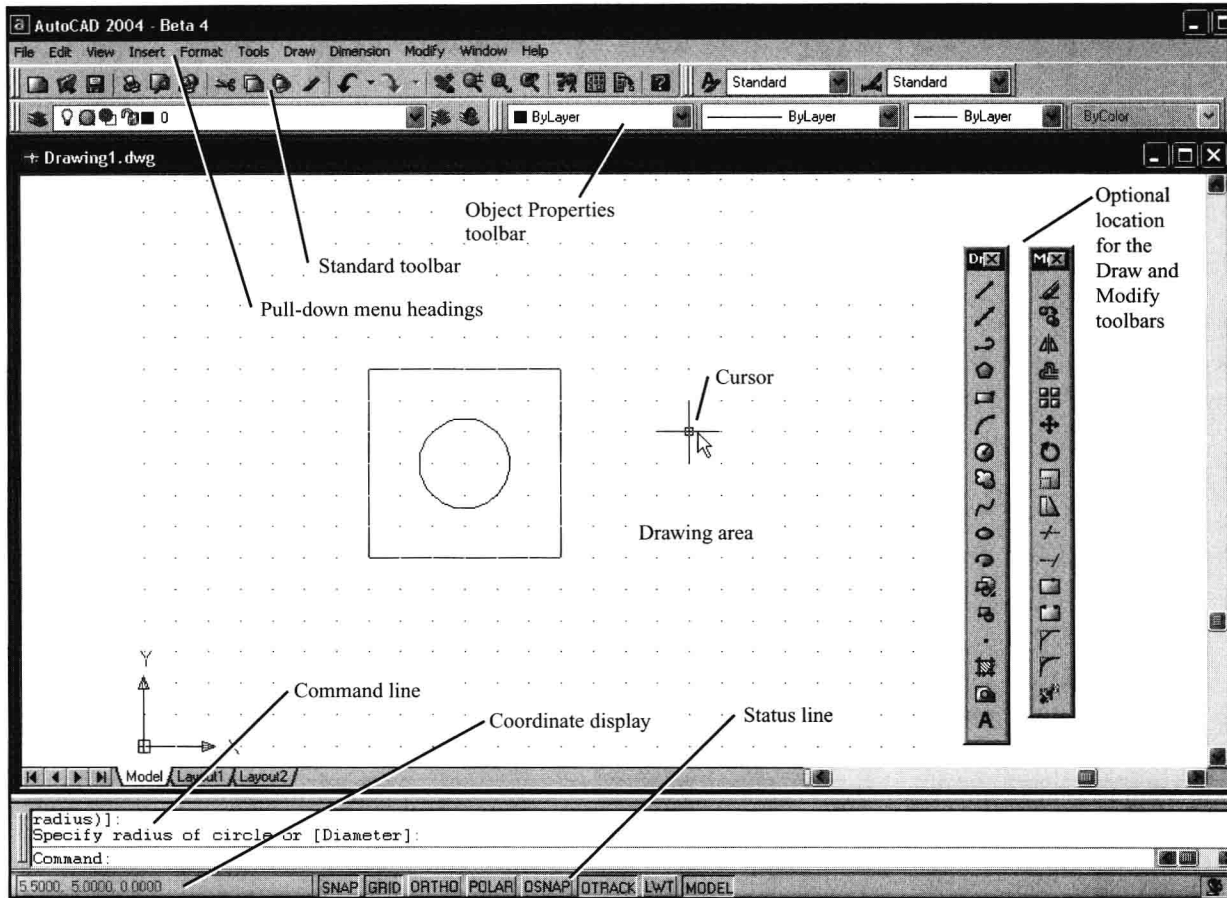 AutoCAD 2004 - Beta 4
File Edit View Insert Format Tools Draw Dimension Modify Window Help
Standard
Standard
0
ByLayer
ByLayer
ByLayer
ByColor
Drawing1.dwg
Object Properties
toolbar
Standard toolbar
Pull-down menu headings
Optional
location
for the
Draw and
Modify
toolbars
Cursor
Drawing area
A
Y
X
Command line
Coordinate display
Status line
Model Layout1 Layout2
radius)]:
Specify radius of circle or [Diameter]:
Command:
5.5000, 5.0000, 0.0000
SNAP GRID ORTHO POLAR OSNAP OTRACK LWT MODEL